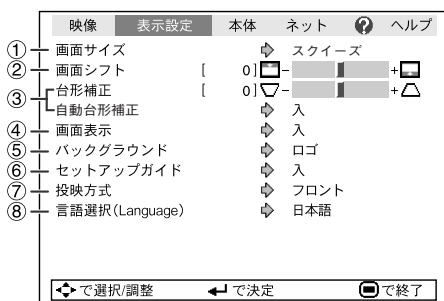 映像 表示設定 本体 ネット ? ヘルプ
① 画面サイズ スクイーズ
② 画面シフト [ 0] - +
③ 台形補正 [ 0] - +
自動台形補正 入
④ 画面表示 入
⑤ バックグラウンド ロゴ
⑥ セットアップガイド 入
⑦ 投映方式 フロント
⑧ 言語選択(Language) 日本語
で選択/調整 で決定 で終了